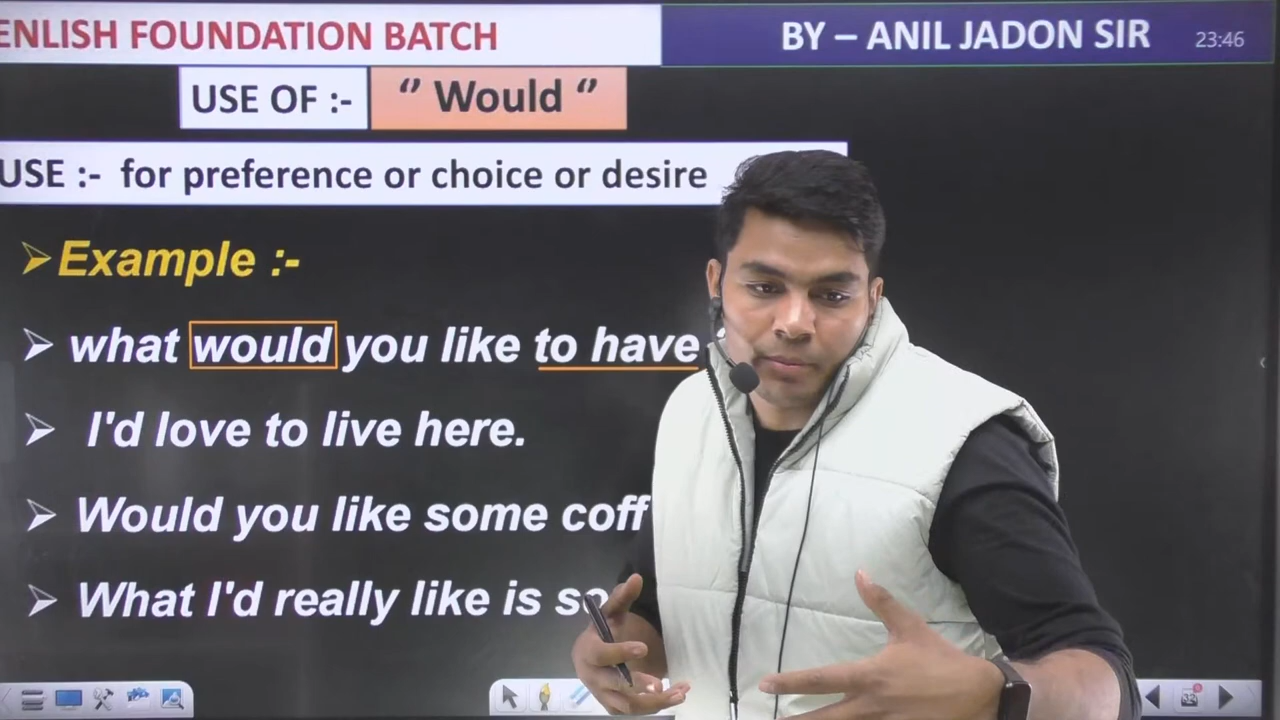 ENLISH FOUNDATION BATCH
BY – ANIL JADON SIR 23:46
USE OF :- “ Would “
USE :- for preference or choice or desire
Example :-
what would you like to have
I'd love to live here.
Would you like some
What I'd really like is